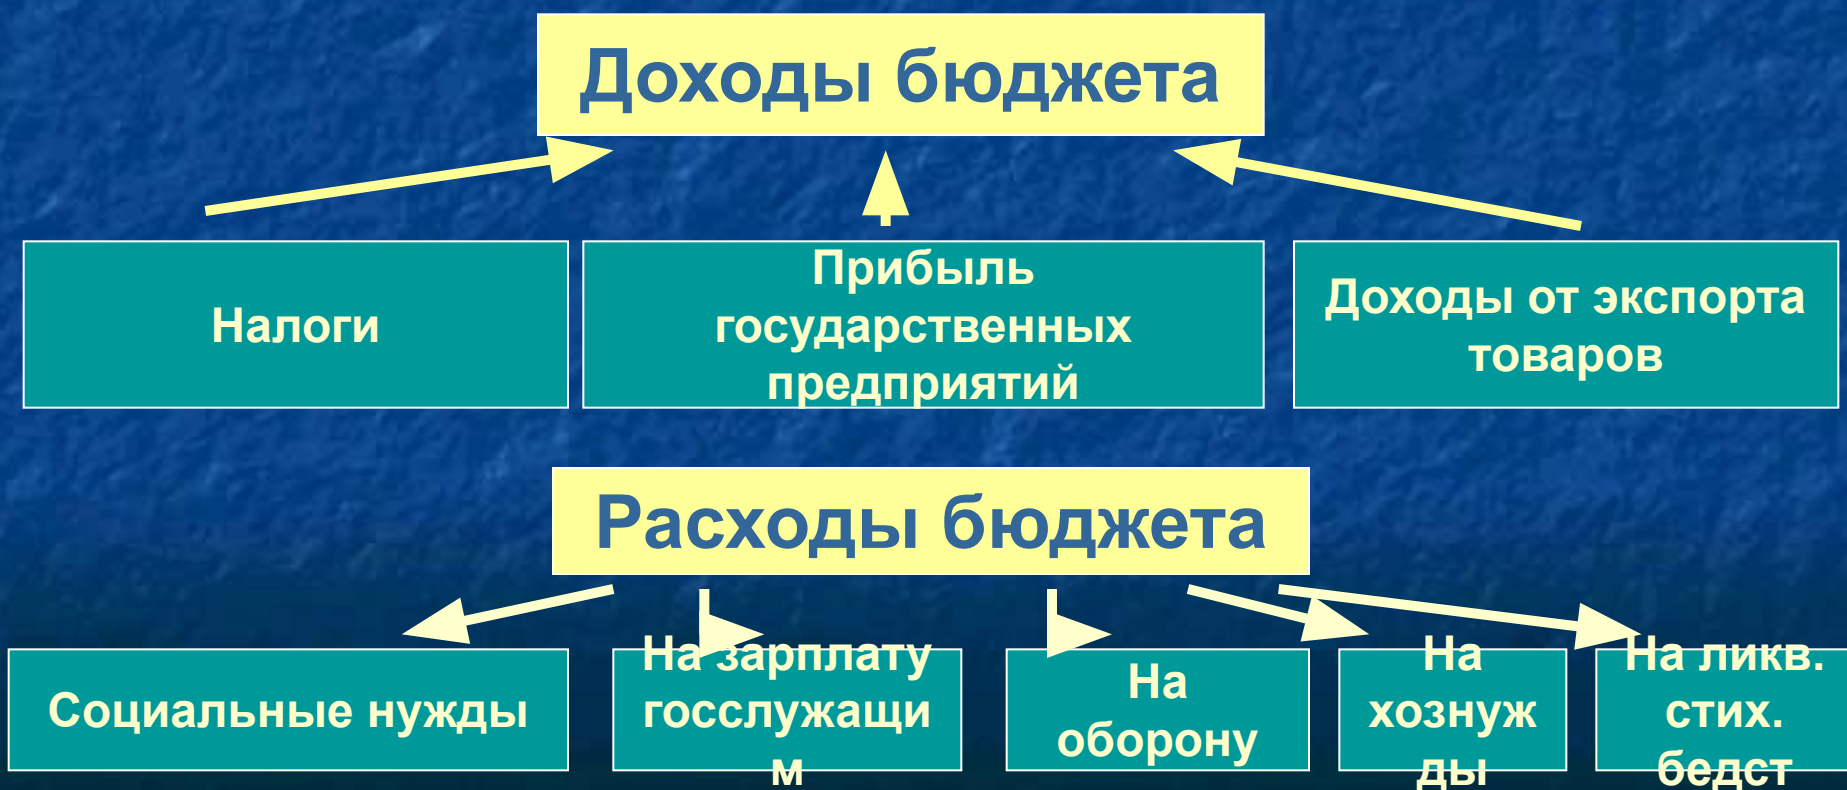 Доходы бюджета
Налоги
Прибыль
государственных
предприятий
Доходы от экспорта
товаров
Расходы бюджета
Социальные нужды
На зарплату
госслужащи
м
На
оборону
На
хознуж
ды
На ликв.
стих.
бедст